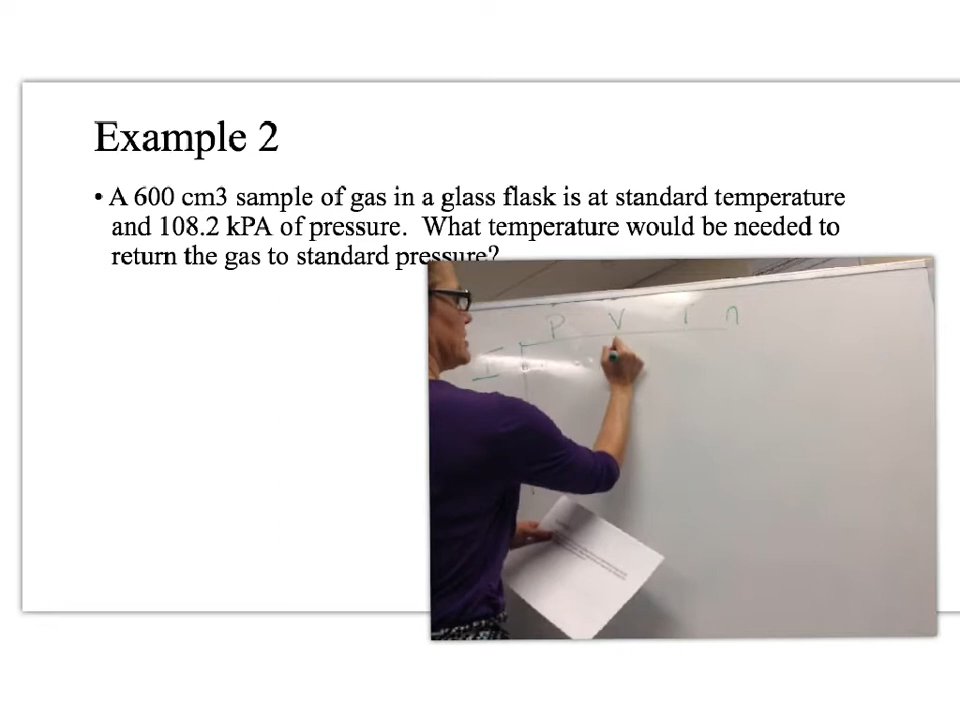 Example 2
• A 600 cm3 sample of gas in a glass flask is at standard temperature
and 108.2 kPA of pressure.  What temperature would be needed to
return the gas to standard pressure?
P V T n
I